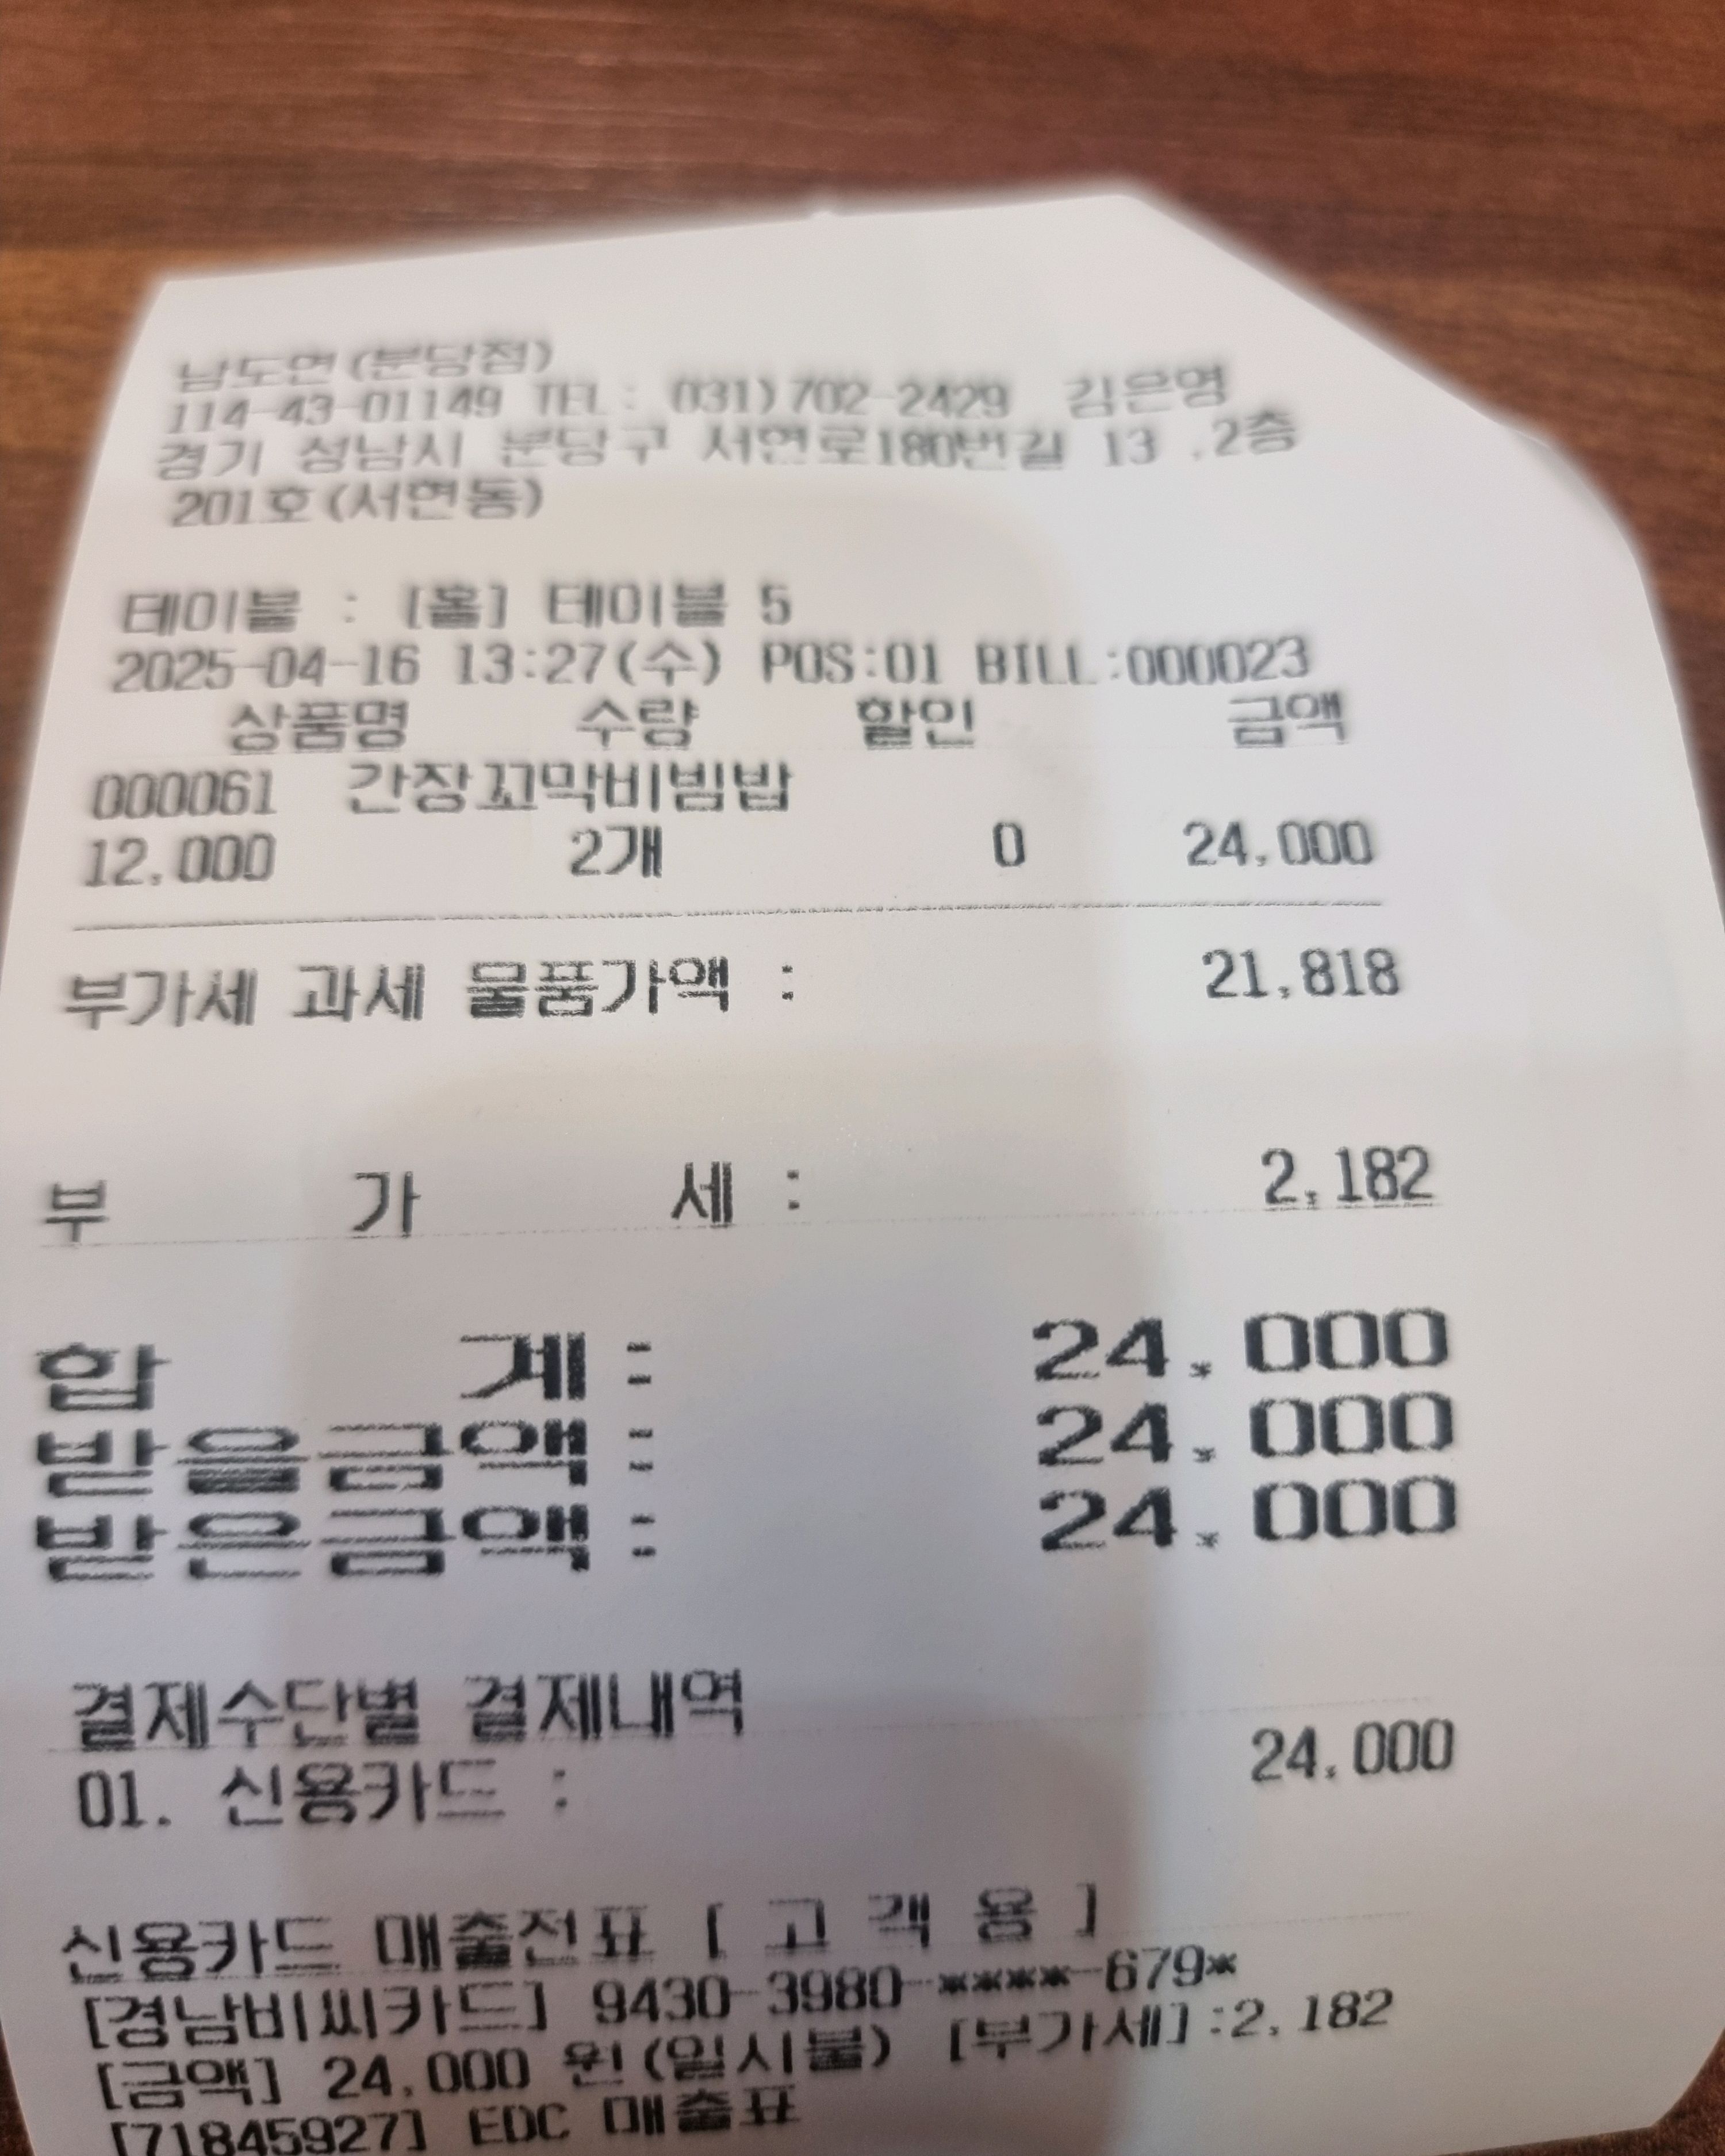 남도연(분당점)
114-43-01149 TEL : 031)702-2429 김은영
경기 성남시 분당구 서현로180번길 13 ,2층
201호(서현동)
테이블 : [홀] 테이블 5
2025-04-16 13:27(수) POS:01 BILL:000023
상품명 수량 할인 금액
000061 간장꼬막비빔밥
12,000 2개 0 24,000
부가세 과세 물품가액 : 21,818
부 가 세 : 2,182
합 계 : 24,000
받을금액 : 24,000
받은금액 : 24,000
결제수단별 결제내역
01. 신용카드 : 24,000
신용카드 매출전표 [ 고 객 용 ]
[경남비씨카드] 9430-3980-****-679*
[금액] 24,000 원(일시불) [부가세]:2,182
[71845927] EDC 매출표